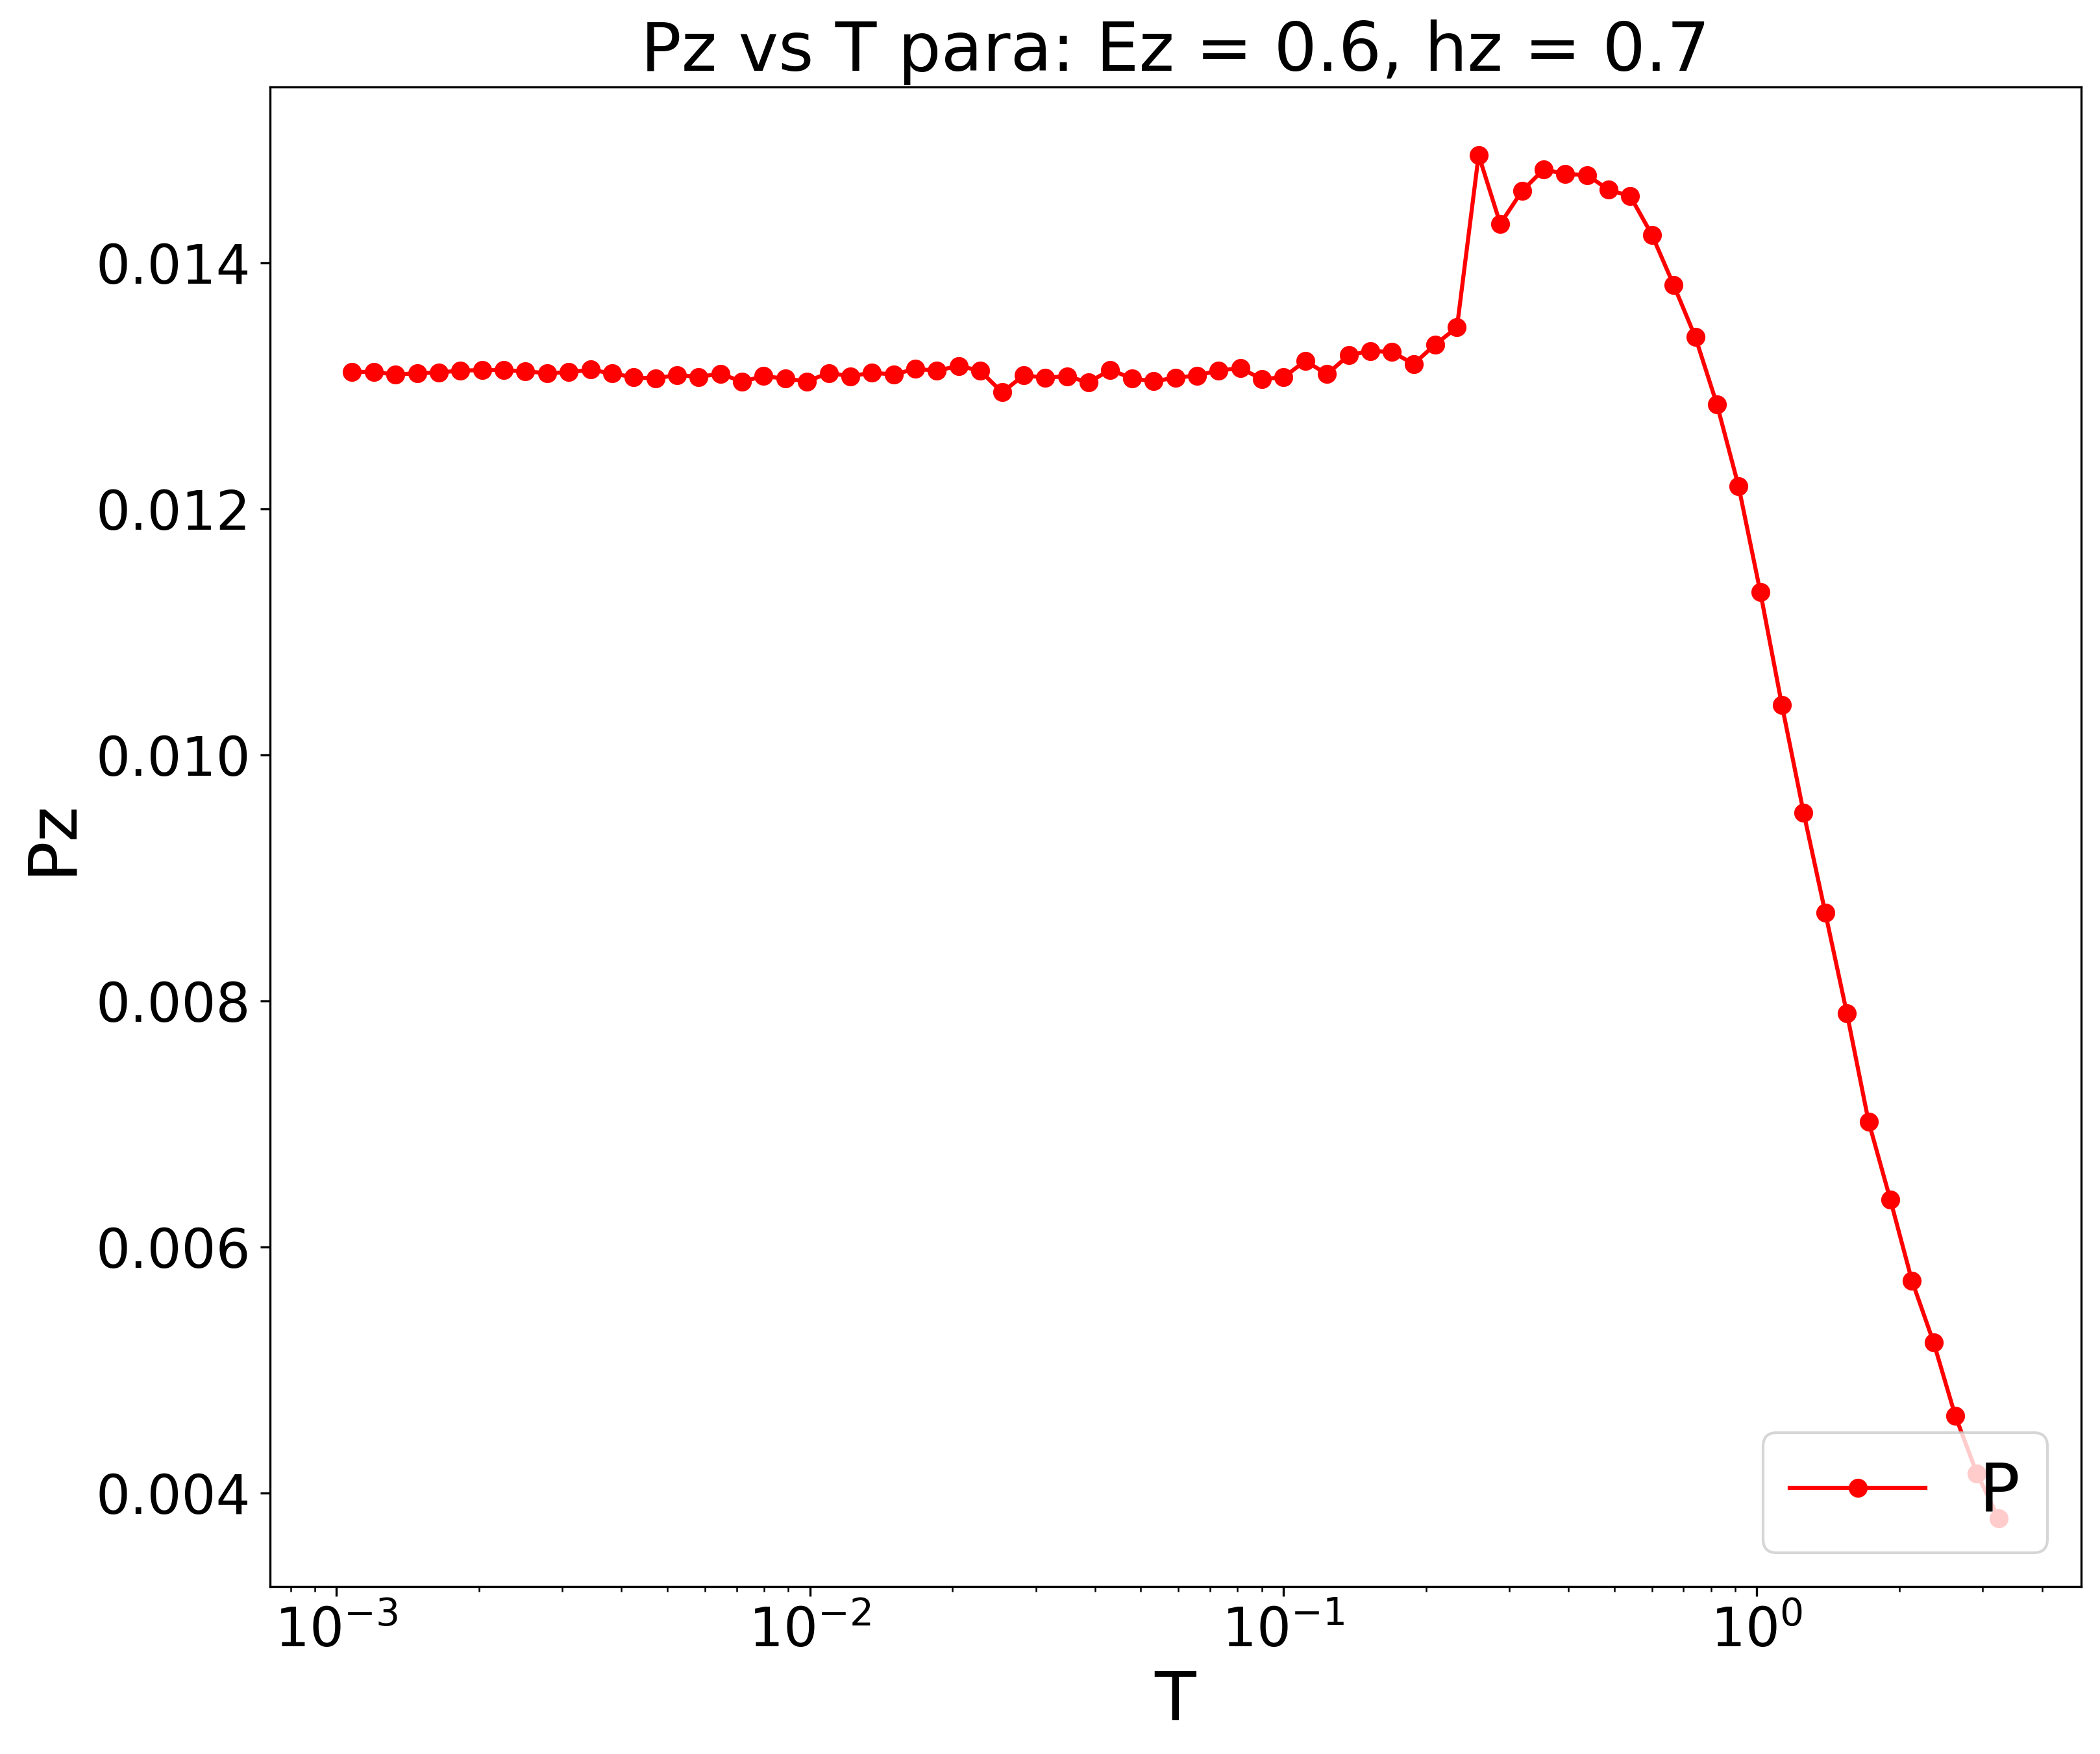 Pz vs T para: Ez = 0.6, hz = 0.7
Pz
0.014
0.012
0.010
0.008
0.006
0.004
P
10⁻³ 10⁻² 10⁻¹ 10⁰
T